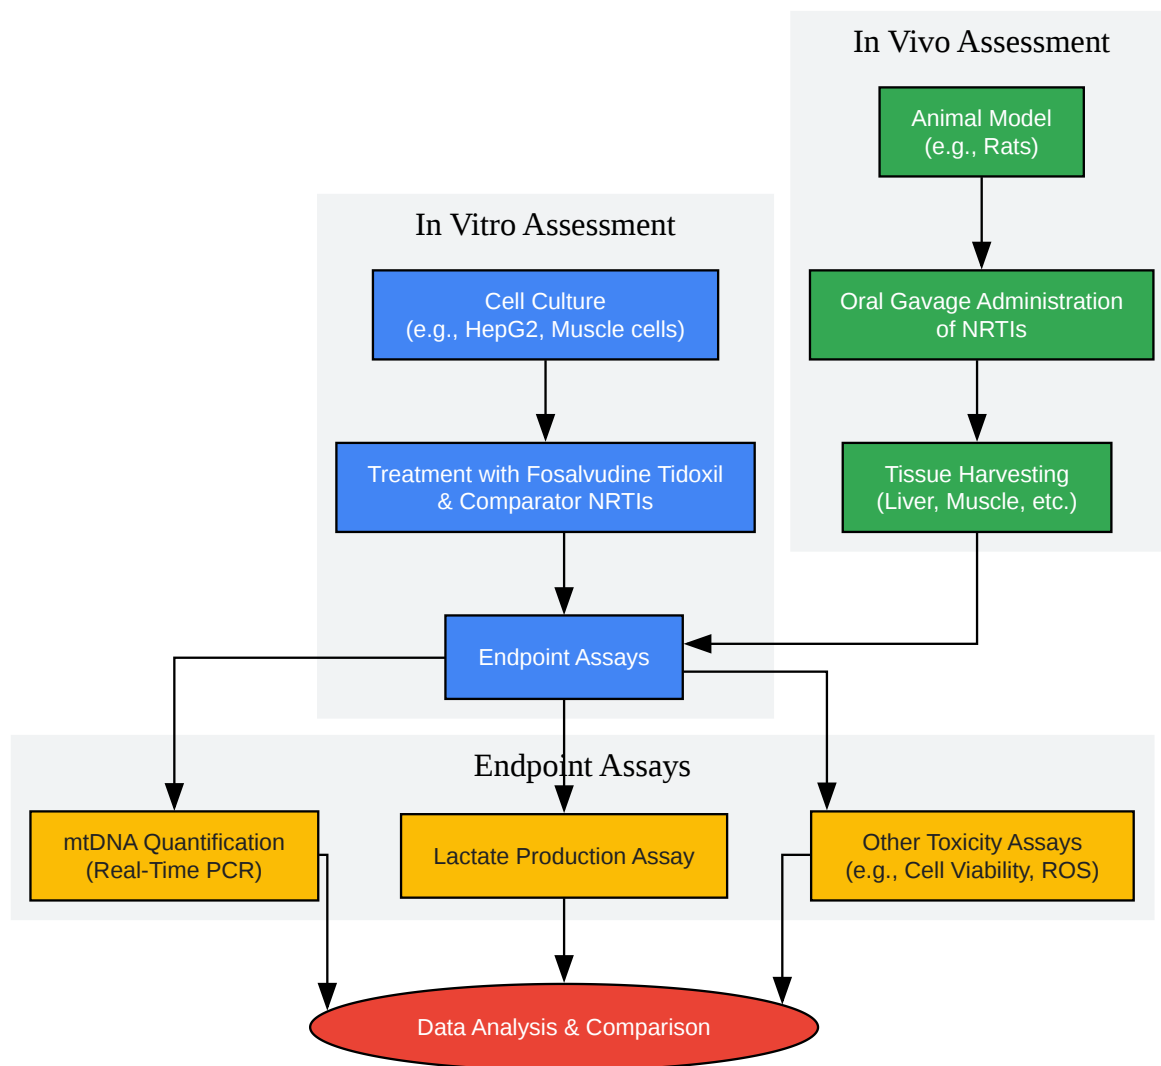 In Vivo Assessment
Animal Model
(e.g., Rats)
Oral Gavage Administration
of NRTIs
Tissue Harvesting
(Liver, Muscle, etc.)
In Vitro Assessment
Cell Culture
(e.g., HepG2, Muscle cells)
Treatment with Fosalvudine Tidoxil
& Comparator NRTIs
Endpoint Assays
Endpoint Assays
mtDNA Quantification
(Real-Time PCR)
Lactate Production Assay
Other Toxicity Assays
(e.g., Cell Viability, ROS)
Data Analysis & Comparison